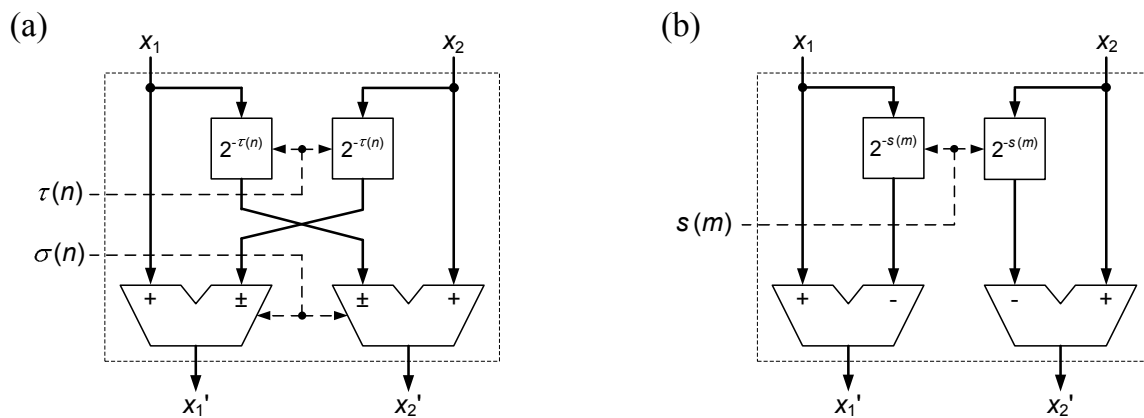 (a)
(b)
x₁ x₂
x₁ x₂
2⁻τ⁽ⁿ⁾ 2⁻τ⁽ⁿ⁾
2⁻ˢ⁽ᵐ⁾ 2⁻ˢ⁽ᵐ⁾
τ(n)
s(m)
σ(n)
+ ± ± +
+ - - +
x₁' x₂'
x₁' x₂'